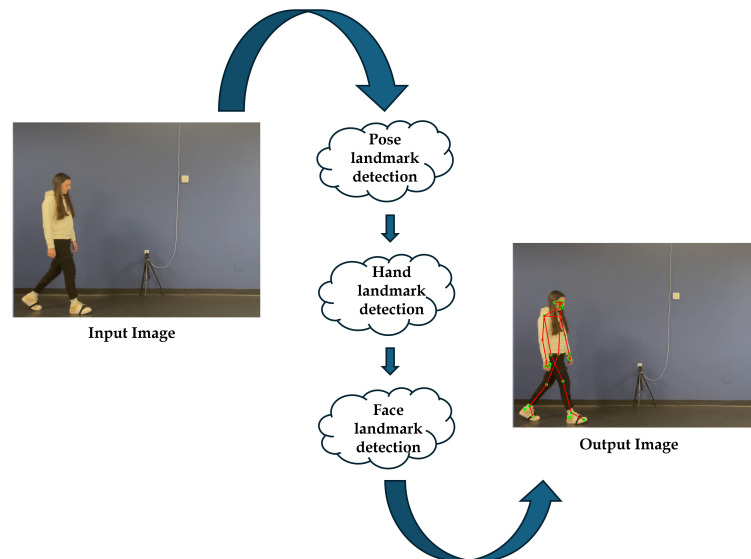 Pose
landmark
detection
Hand
landmark
detection
Face
landmark
detection
Input Image
Output Image